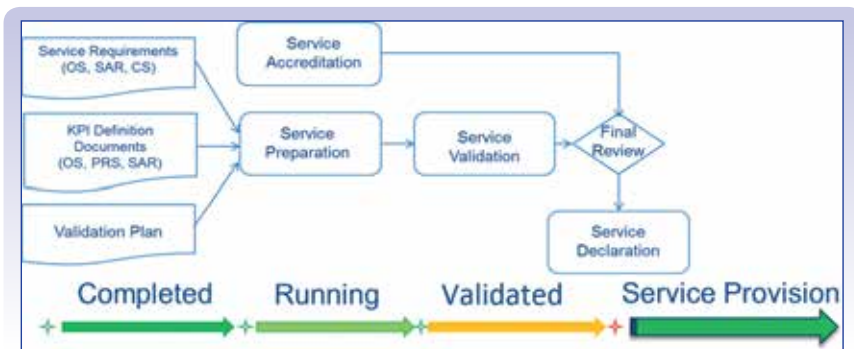 Service Requirements
(OS, SAR, CS)
KPI Definition
Documents
(OS, PRS, SAR)
Validation Plan
Service
Accreditation
Service
Preparation
Service
Validation
Final
Review
Service
Declaration
Completed
Running
Validated
Service Provision